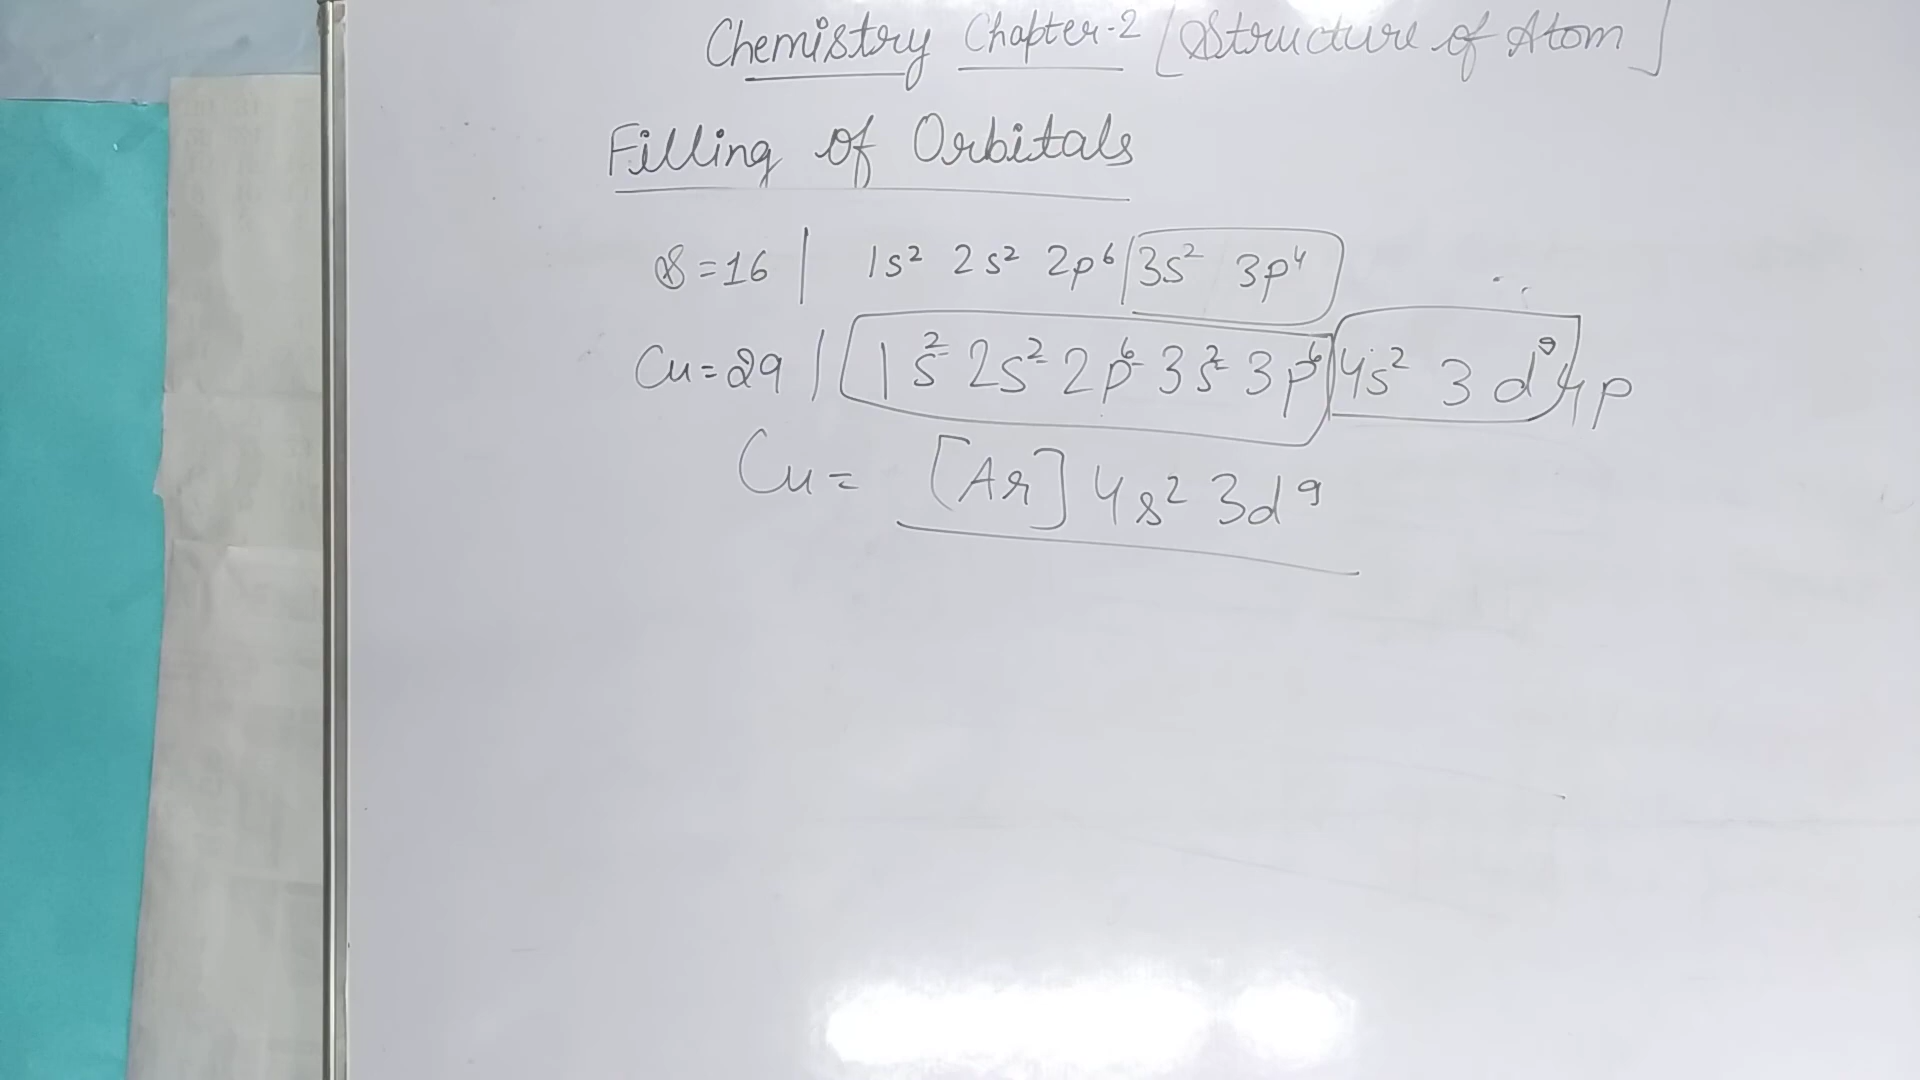 Chemistry Chapter-2 [Structure of Atom]
Filling of Orbitals
S=16 | 1s² 2s² 2p⁶ 3s² 3p⁴
Cu=29 | 1s² 2s² 2p⁶ 3s² 3p⁶ 4s² 3d⁹ 4p
Cu= [Ar] 4s² 3d⁹